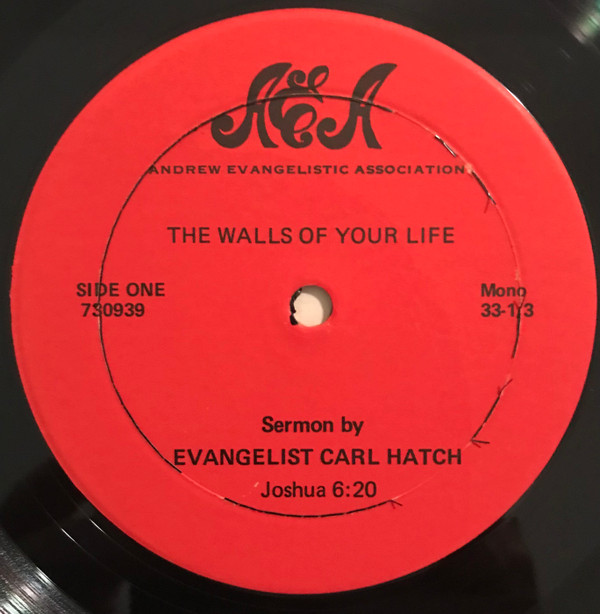 A&A
ANDREW EVANGELISTIC ASSOCIATION
THE WALLS OF YOUR LIFE
SIDE ONE
730939
Mono
33-1/3
Sermon by
EVANGELIST CARL HATCH
Joshua 6:20